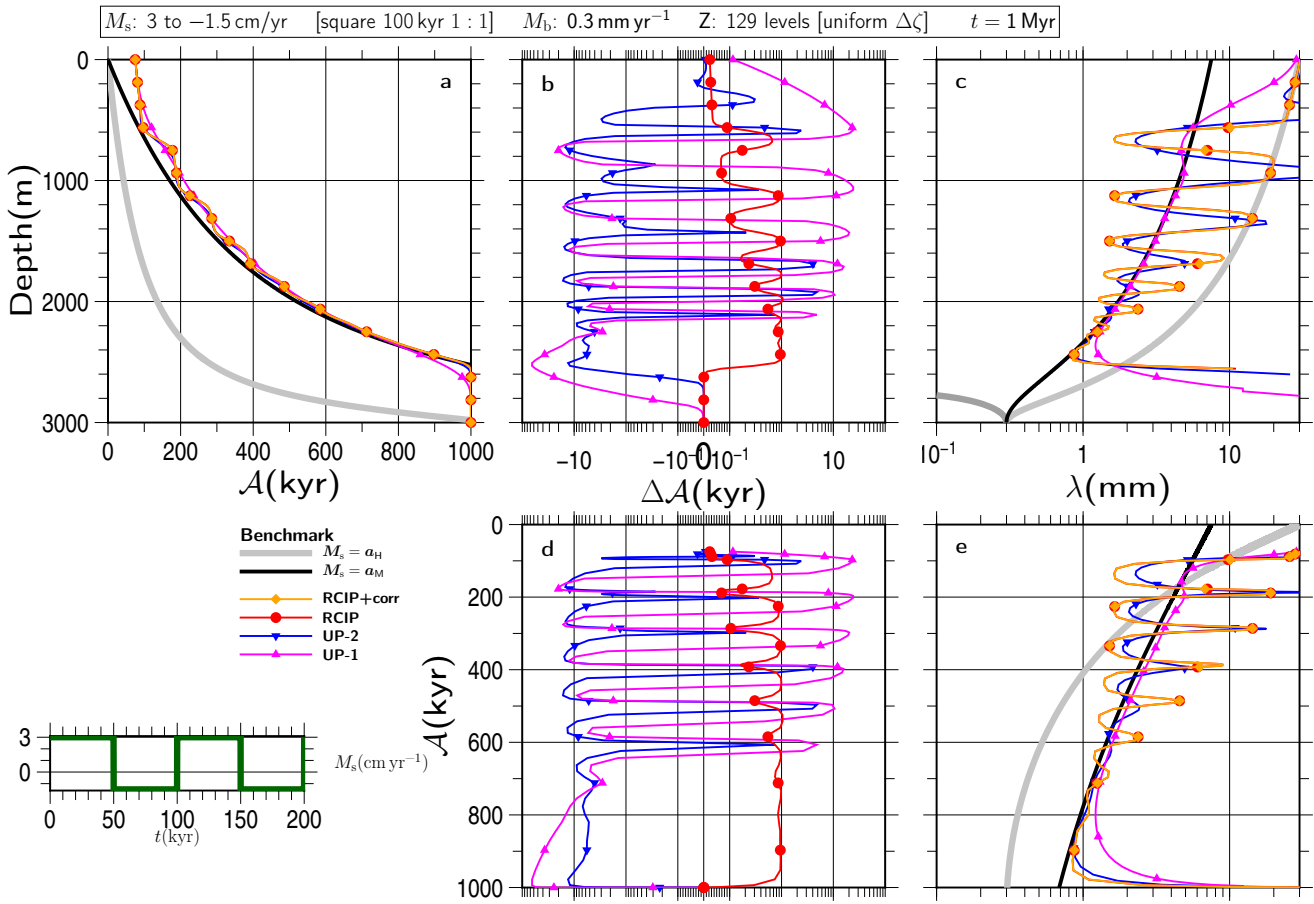 Mₛ: 3 to −1.5 cm/yr [square 100 kyr 1 : 1] M_b: 0.3 mm yr⁻¹ Z: 129 levels [uniform Δζ] t = 1 Myr
a
b
c
0
1000
2000
3000
Depth(m)
0 200 400 600 800 1000
𝒜(kyr)
−10 −10⁻¹ 0 10⁻¹ 10
Δ𝒜(kyr)
10⁻¹ 1 10
λ(mm)
Benchmark
Mₛ = a_H
Mₛ = a_M
RCIP+corr
RCIP
UP-2
UP-1
3
0
Mₛ(cm yr⁻¹)
0 50 100 150 200
t(kyr)
d
e
0
200
400
600
800
1000
𝒜(kyr)